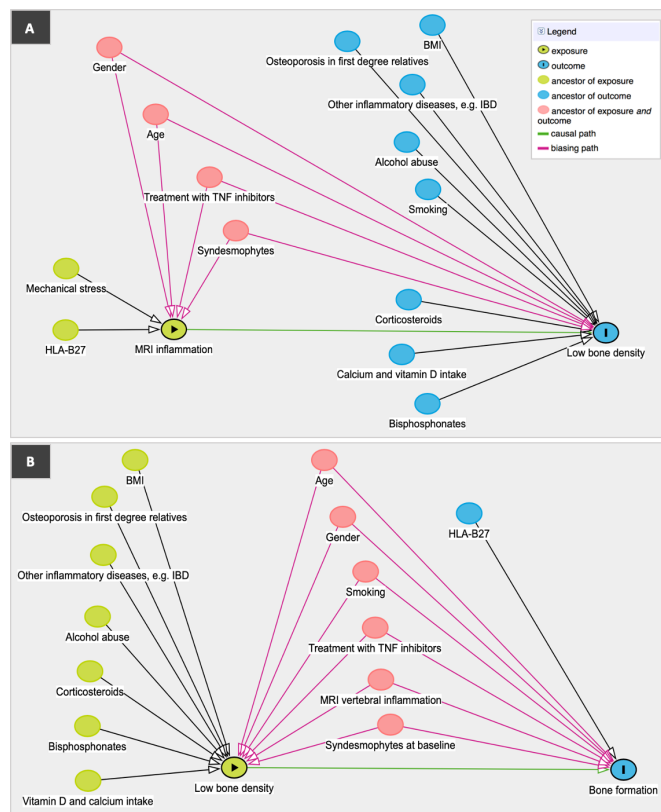 A
Gender
Age
Treatment with TNF inhibitors
Syndesmophytes
Mechanical stress
HLA-B27
MRI inflammation
BMI
Osteoporosis in first degree relatives
Other inflammatory diseases, e.g. IBD
Alcohol abuse
Smoking
Corticosteroids
Calcium and vitamin D intake
Bisphosphonates
Low bone density
Legend
exposure
outcome
ancestor of exposure
ancestor of outcome
ancestor of exposure and
outcome
causal path
biasing path
B
BMI
Osteoporosis in first degree relatives
Other inflammatory diseases, e.g. IBD
Alcohol abuse
Corticosteroids
Bisphosphonates
Vitamin D and calcium intake
Low bone density
Age
Gender
Smoking
Treatment with TNF inhibitors
MRI vertebral inflammation
Syndesmophytes at baseline
HLA-B27
Bone formation